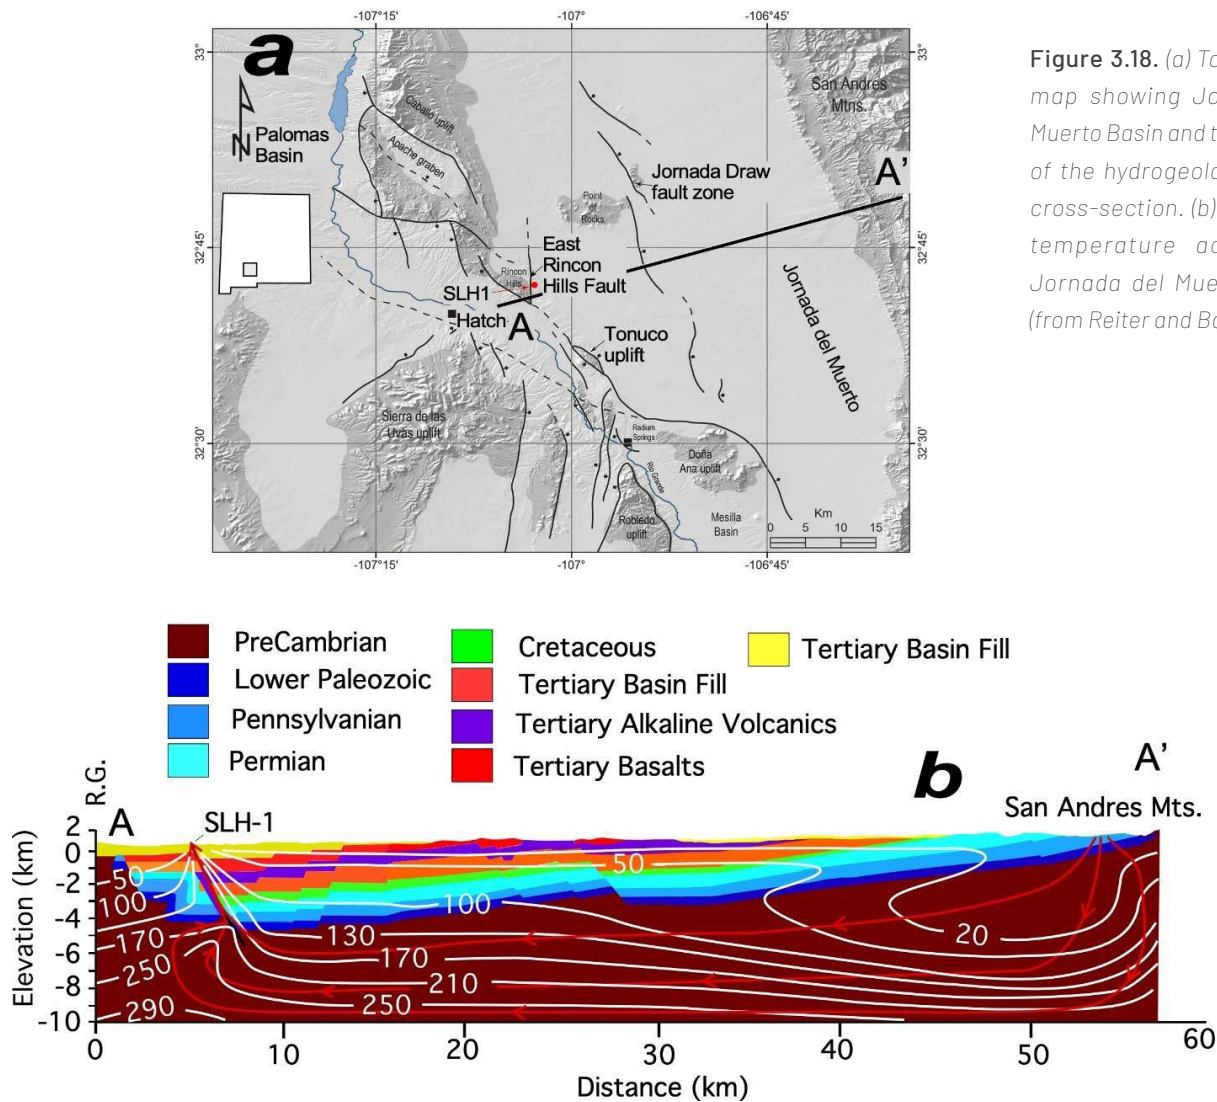 -107°15'
-107°
-106°45'
a
33°
33°
San Andres
Mtns.
Caballo uplift
N
Palomas
Basin
Apache graben
Jornada Draw
fault zone
A'
Point
of
Rocks
32°45'
32°45'
East
Rincon
Hills Fault
Rincon
Hills
SLH1
Hatch
A
Jornada del Muerto
Tonuco
uplift
Sierra de las
Uvas uplift
Radium
Springs
32°30'
32°30'
Doña
Ana uplift
Rio Grande
Robledo
uplift
Mesilla
Basin
Km
0 5 10 15
-107°15'
-107°
-106°45'
Figure 3.18. (a) To
map showing Jo
Muerto Basin and t
of the hydrogeolo
cross-section. (b)
temperature ac
Jornada del Mue
(from Reiter and Ba
PreCambrian
Lower Paleozoic
Pennsylvanian
Permian
Cretaceous
Tertiary Basin Fill
Tertiary Alkaline Volcanics
Tertiary Basalts
Tertiary Basin Fill
b
R.G.
A
SLH-1
A'
San Andres Mts.
Elevation (km)
2
0
-2
-4
-6
-8
-10
50
100
170
250
290
50
100
130
170
210
250
20
0 10 20 30 40 50 60
Distance (km)